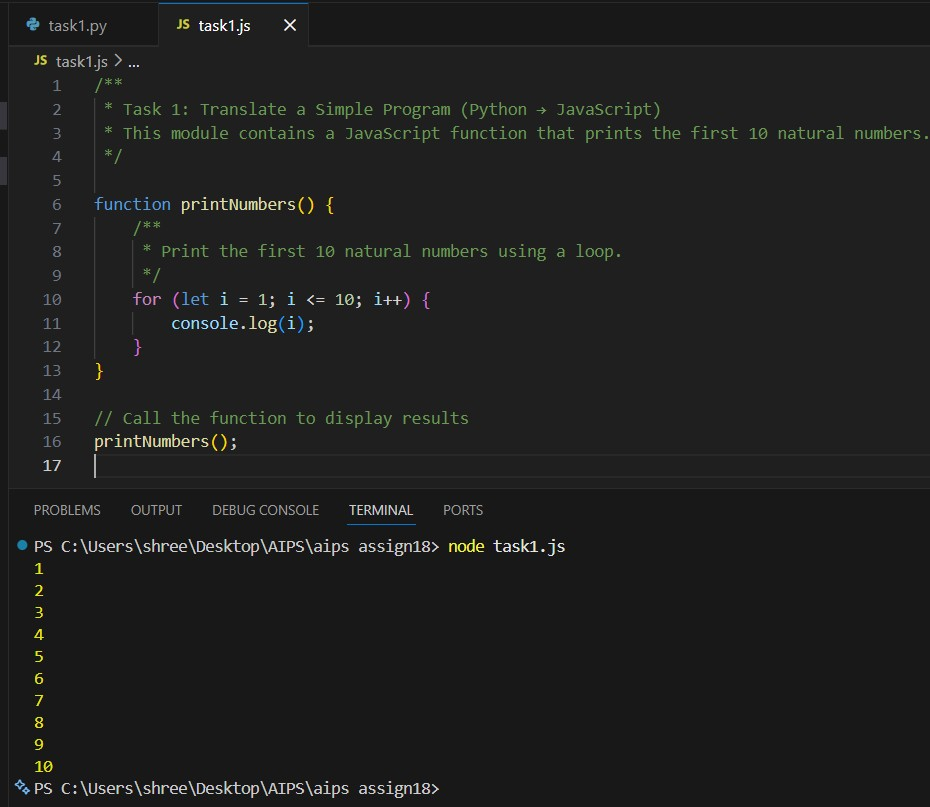 task1.py JS task1.js ×
JS task1.js > ...
1 /**
2  * Task 1: Translate a Simple Program (Python → JavaScript)
3  * This module contains a JavaScript function that prints the first 10 natural numbers.
4  */
5
6 function printNumbers() {
7     /**
8      * Print the first 10 natural numbers using a loop.
9      */
10     for (let i = 1; i <= 10; i++) {
11         console.log(i);
12     }
13 }
14
15 // Call the function to display results
16 printNumbers();
17
PROBLEMS OUTPUT DEBUG CONSOLE TERMINAL PORTS
PS C:\Users\shree\Desktop\AIPS\aips assign18> node task1.js
1
2
3
4
5
6
7
8
9
10
PS C:\Users\shree\Desktop\AIPS\aips assign18>